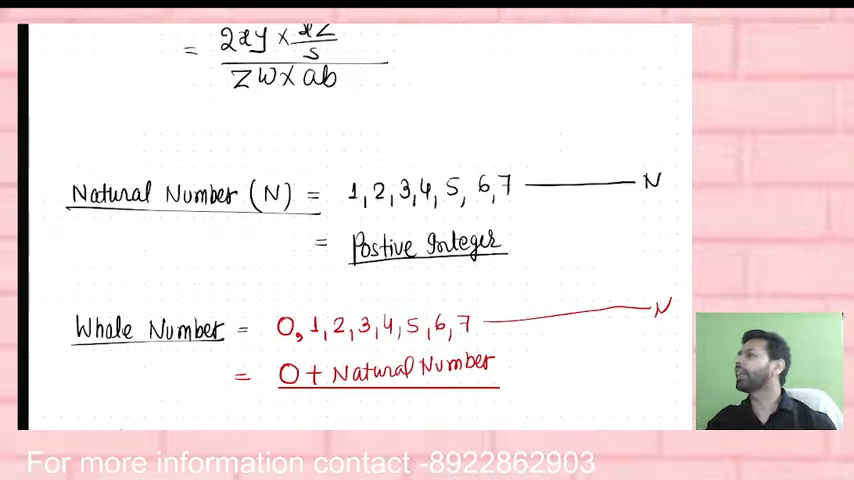 = 2xy × xz/s
zw × ab
Natural Number (N) = 1, 2, 3, 4, 5, 6, 7 ——— N
= Postive Integer
Whole Number = 0, 1, 2, 3, 4, 5, 6, 7 ——— N
= 0 + Natural Number
For more information contact -8922862903